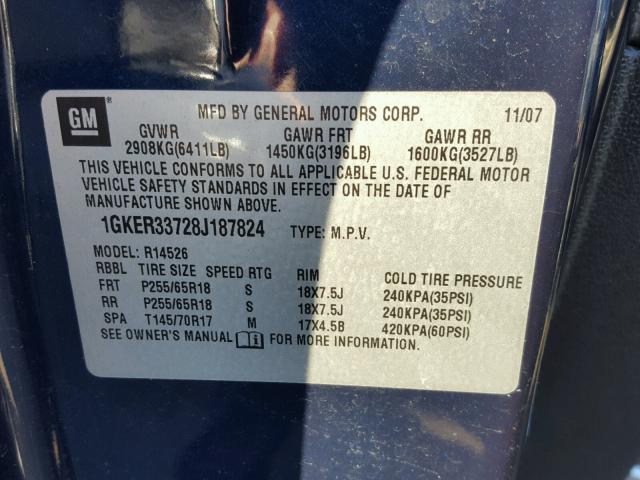 GM ®
MFD BY GENERAL MOTORS CORP. 11/07
GVWR GAWR FRT GAWR RR
2908KG(6411LB) 1450KG(3196LB) 1600KG(3527LB)
THIS VEHICLE CONFORMS TO ALL APPLICABLE U.S. FEDERAL MOTOR
VEHICLE SAFETY STANDARDS IN EFFECT ON THE DATE OF
MANUFACTURE SHOWN ABOVE.
1GKER33728J187824 TYPE: M.P.V.
MODEL: R14526
RBBL TIRE SIZE SPEED RTG RIM COLD TIRE PRESSURE
FRT P255/65R18 S 18X7.5J 240KPA(35PSI)
RR P255/65R18 S 18X7.5J 240KPA(35PSI)
SPA T145/70R17 M 17X4.5B 420KPA(60PSI)
SEE OWNER'S MANUAL FOR MORE INFORMATION.